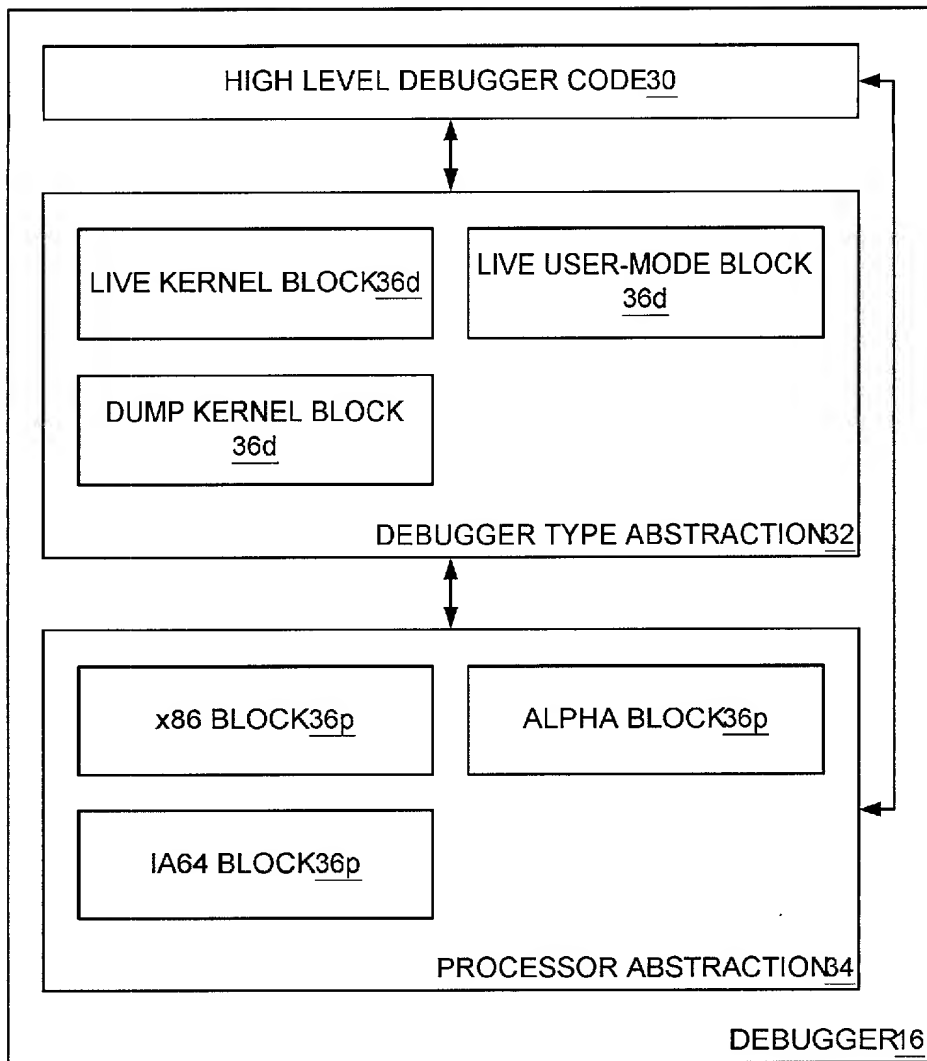 HIGH LEVEL DEBUGGER CODE30
LIVE KERNEL BLOCK36d
LIVE USER-MODE BLOCK
36d
DUMP KERNEL BLOCK
36d
DEBUGGER TYPE ABSTRACTION32
x86 BLOCK36p
ALPHA BLOCK36p
IA64 BLOCK36p
PROCESSOR ABSTRACTION34
DEBUGGER16